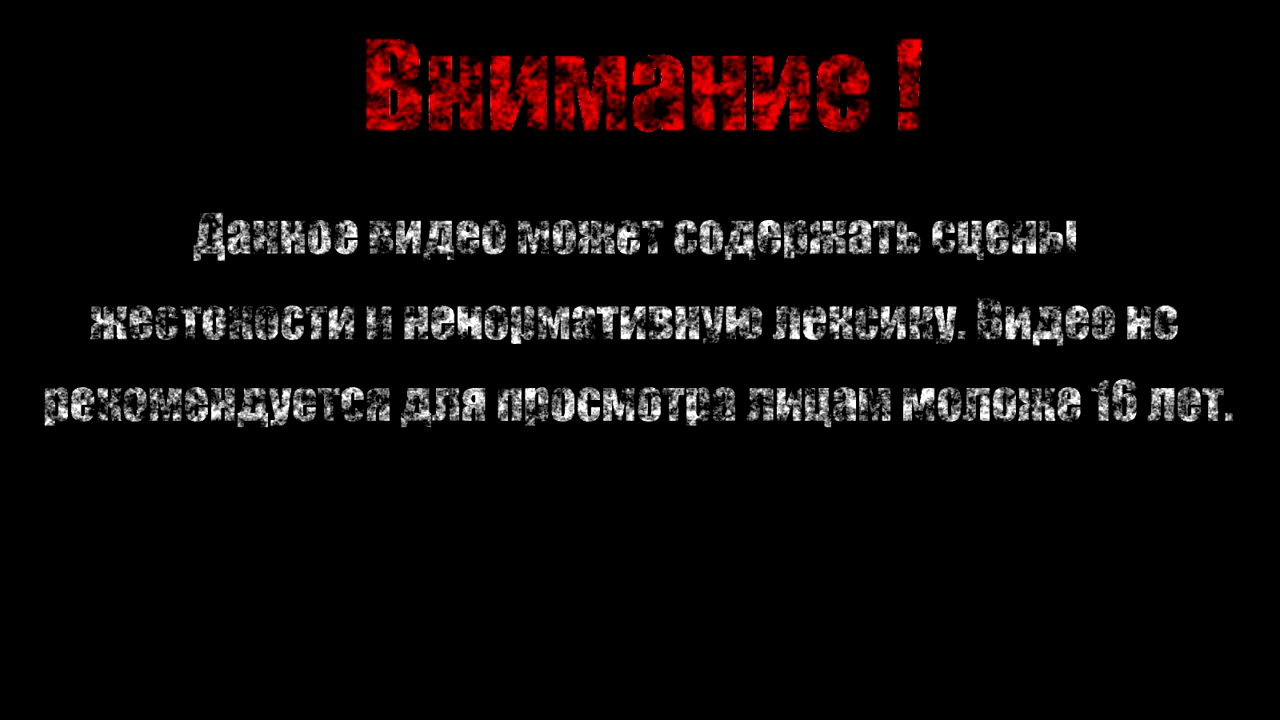 Внимание !
Данное видео может содержать сцены
жестокости и ненормативную лексику. Видео не
рекомендуется для просмотра лицам моложе 16 лет.